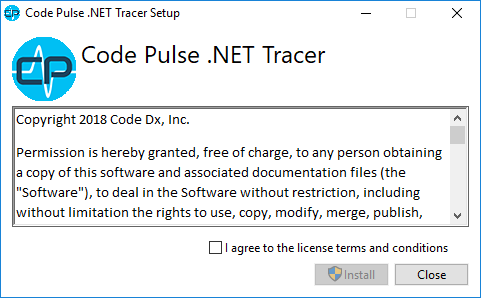 CP Code Pulse .NET Tracer Setup
CP Code Pulse .NET Tracer
Copyright 2018 Code Dx, Inc.
Permission is hereby granted, free of charge, to any person obtaining
a copy of this software and associated documentation files (the
"Software"), to deal in the Software without restriction, including
without limitation the rights to use, copy, modify, merge, publish,
I agree to the license terms and conditions
Install Close